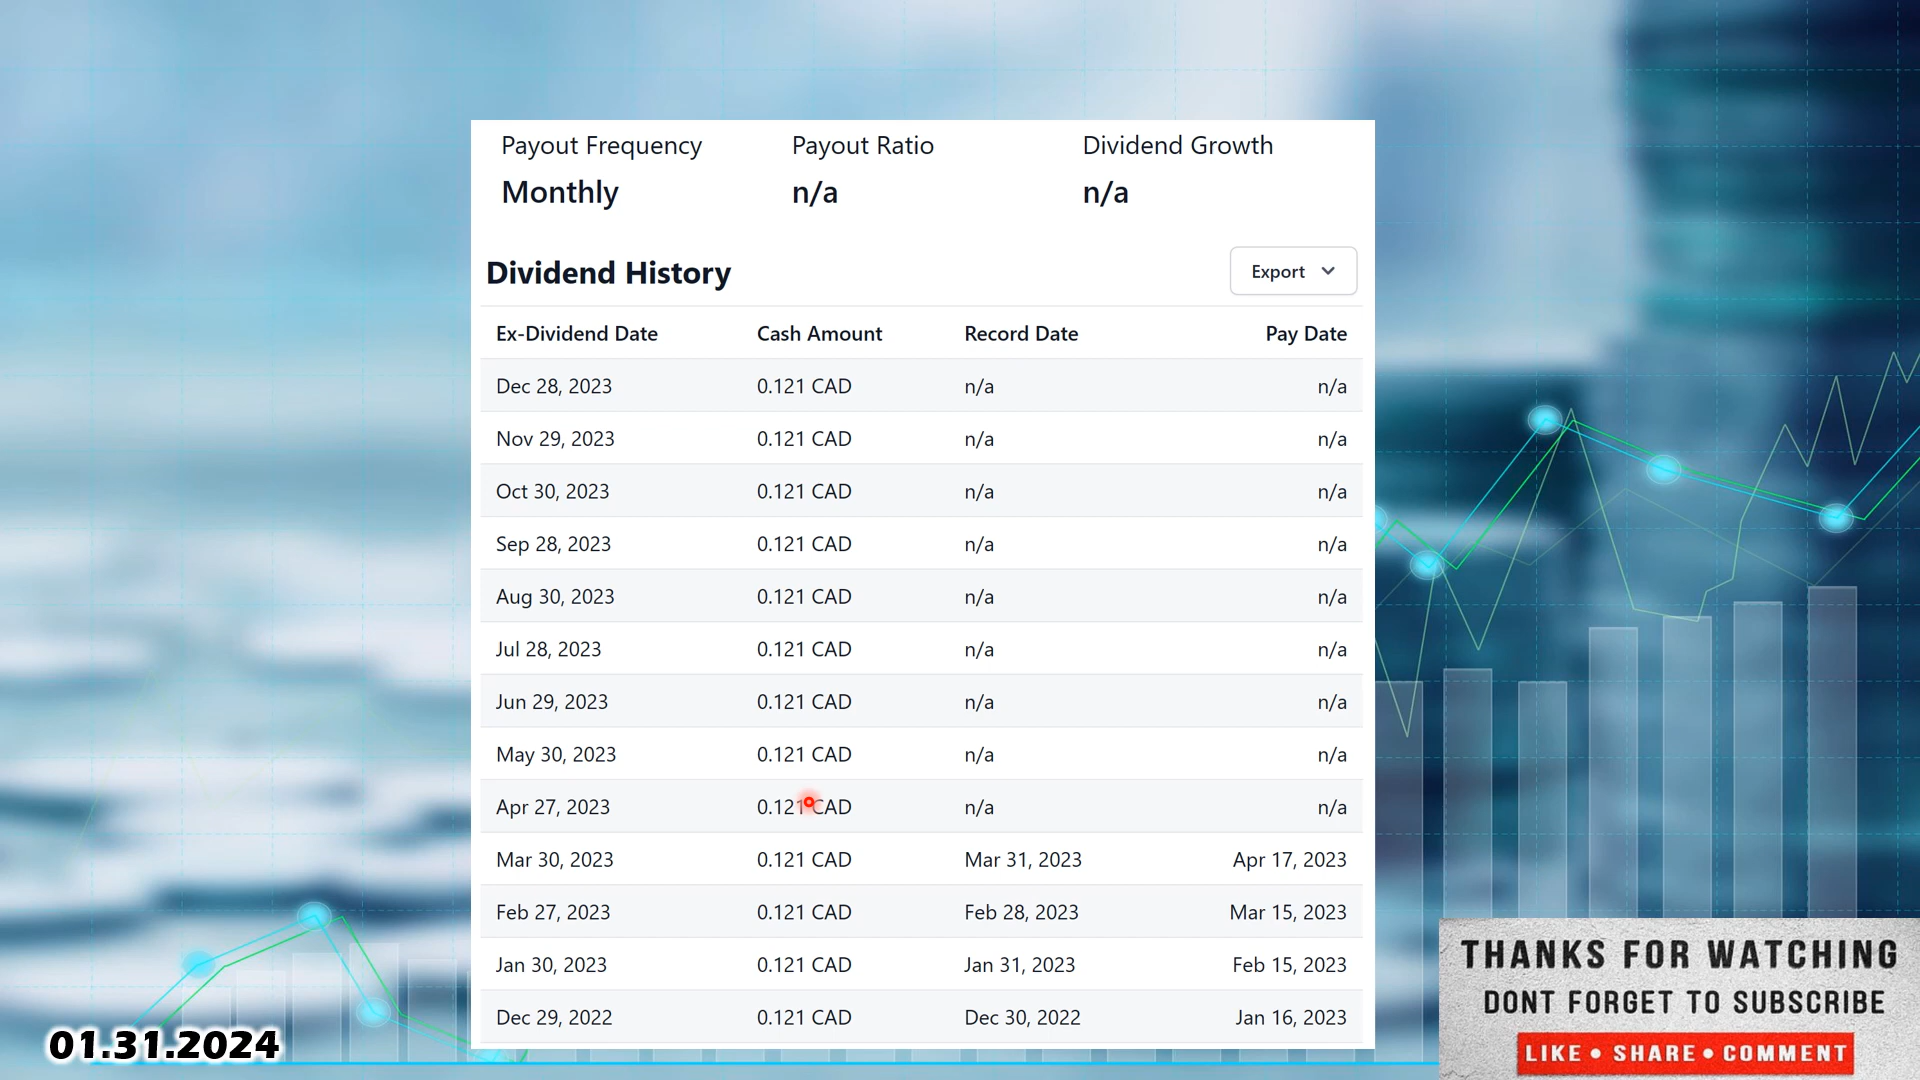 Payout Frequency Payout Ratio Dividend Growth
Monthly n/a n/a
Dividend History Export
Ex-Dividend Date Cash Amount Record Date Pay Date
Dec 28, 2023 0.121 CAD n/a n/a
Nov 29, 2023 0.121 CAD n/a n/a
Oct 30, 2023 0.121 CAD n/a n/a
Sep 28, 2023 0.121 CAD n/a n/a
Aug 30, 2023 0.121 CAD n/a n/a
Jul 28, 2023 0.121 CAD n/a n/a
Jun 29, 2023 0.121 CAD n/a n/a
May 30, 2023 0.121 CAD n/a n/a
Apr 27, 2023 0.121 CAD n/a n/a
Mar 30, 2023 0.121 CAD Mar 31, 2023 Apr 17, 2023
Feb 27, 2023 0.121 CAD Feb 28, 2023 Mar 15, 2023
Jan 30, 2023 0.121 CAD Jan 31, 2023 Feb 15, 2023
Dec 29, 2022 0.121 CAD Dec 30, 2022 Jan 16, 2023
01.31.2024
THANKS FOR WATCHING
DONT FORGET TO SUBSCRIBE
LIKE • SHARE • COMMENT